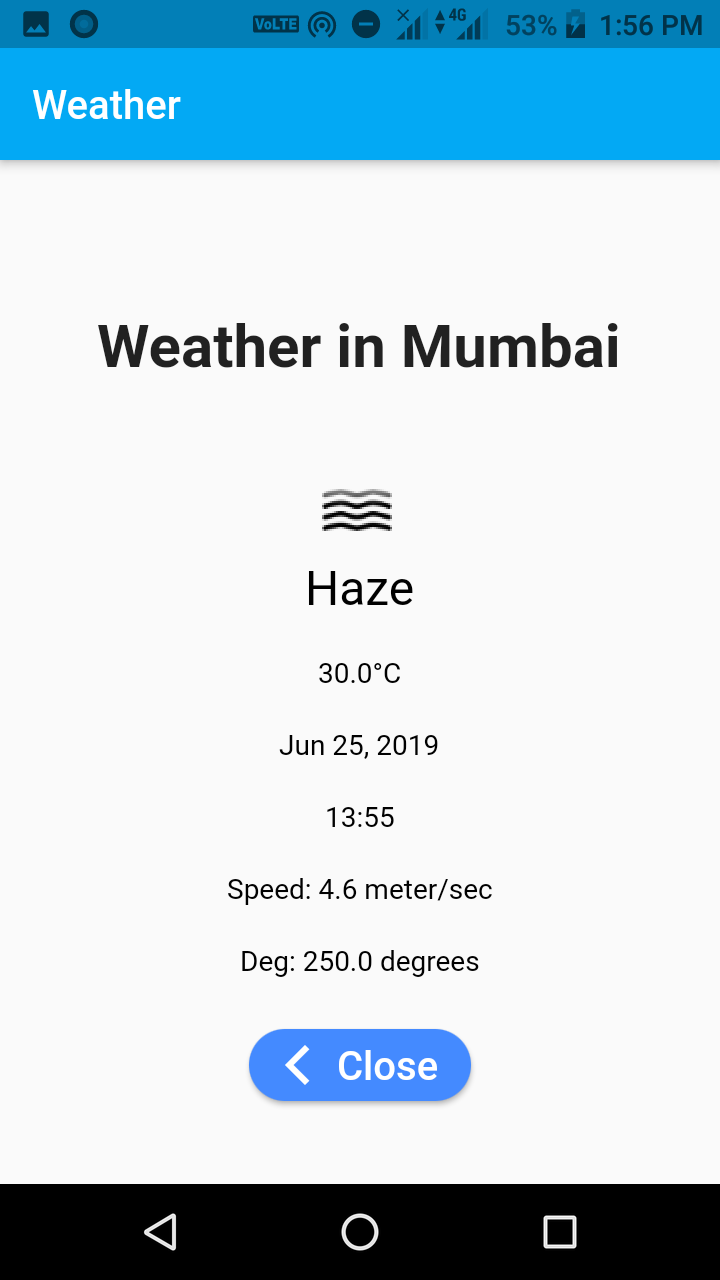 VoLTE 4G 53% 1:56 PM
Weather
Weather in Mumbai
Haze
30.0°C
Jun 25, 2019
13:55
Speed: 4.6 meter/sec
Deg: 250.0 degrees
Close